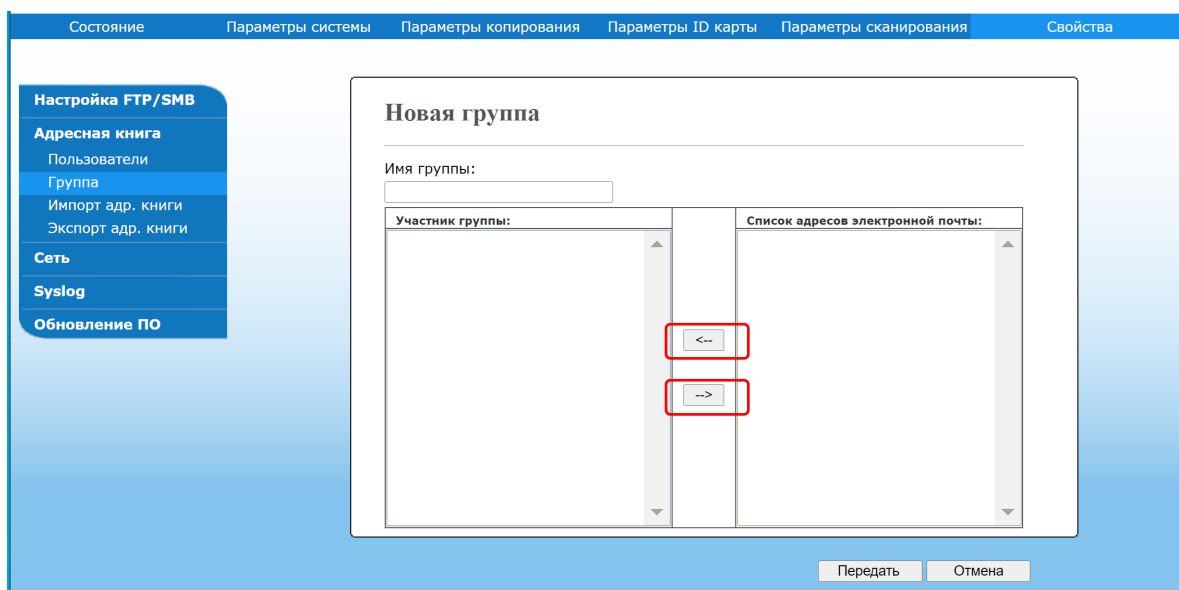 Состояние Параметры системы Параметры копирования Параметры ID карты Параметры сканирования Свойства
Настройка FTP/SMB
Адресная книга
Пользователи
Группа
Импорт адр. книги
Экспорт адр. книги
Сеть
Syslog
Обновление ПО
Новая группа
Имя группы:
Участник группы: Список адресов электронной почты:
<--
-->
Передать Отмена